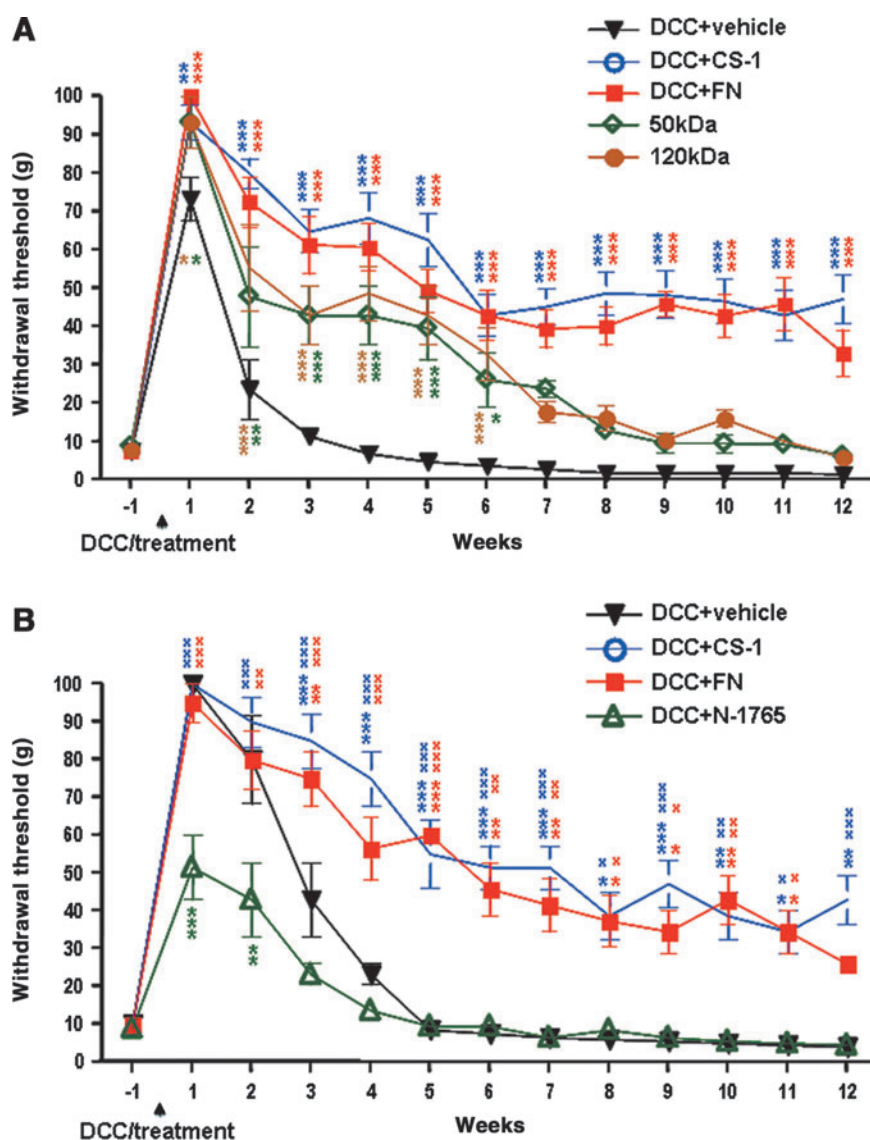 A
DCC+vehicle
DCC+CS-1
DCC+FN
50kDa
120kDa
Withdrawal threshold (g)
100
90
80
70
60
50
40
30
20
10
0
-1 1 2 3 4 5 6 7 8 9 10 11 12
DCC/treatment
Weeks
B
DCC+vehicle
DCC+CS-1
DCC+FN
DCC+N-1765
Withdrawal threshold (g)
100
90
80
70
60
50
40
30
20
10
0
-1 1 2 3 4 5 6 7 8 9 10 11 12
DCC/treatment
Weeks